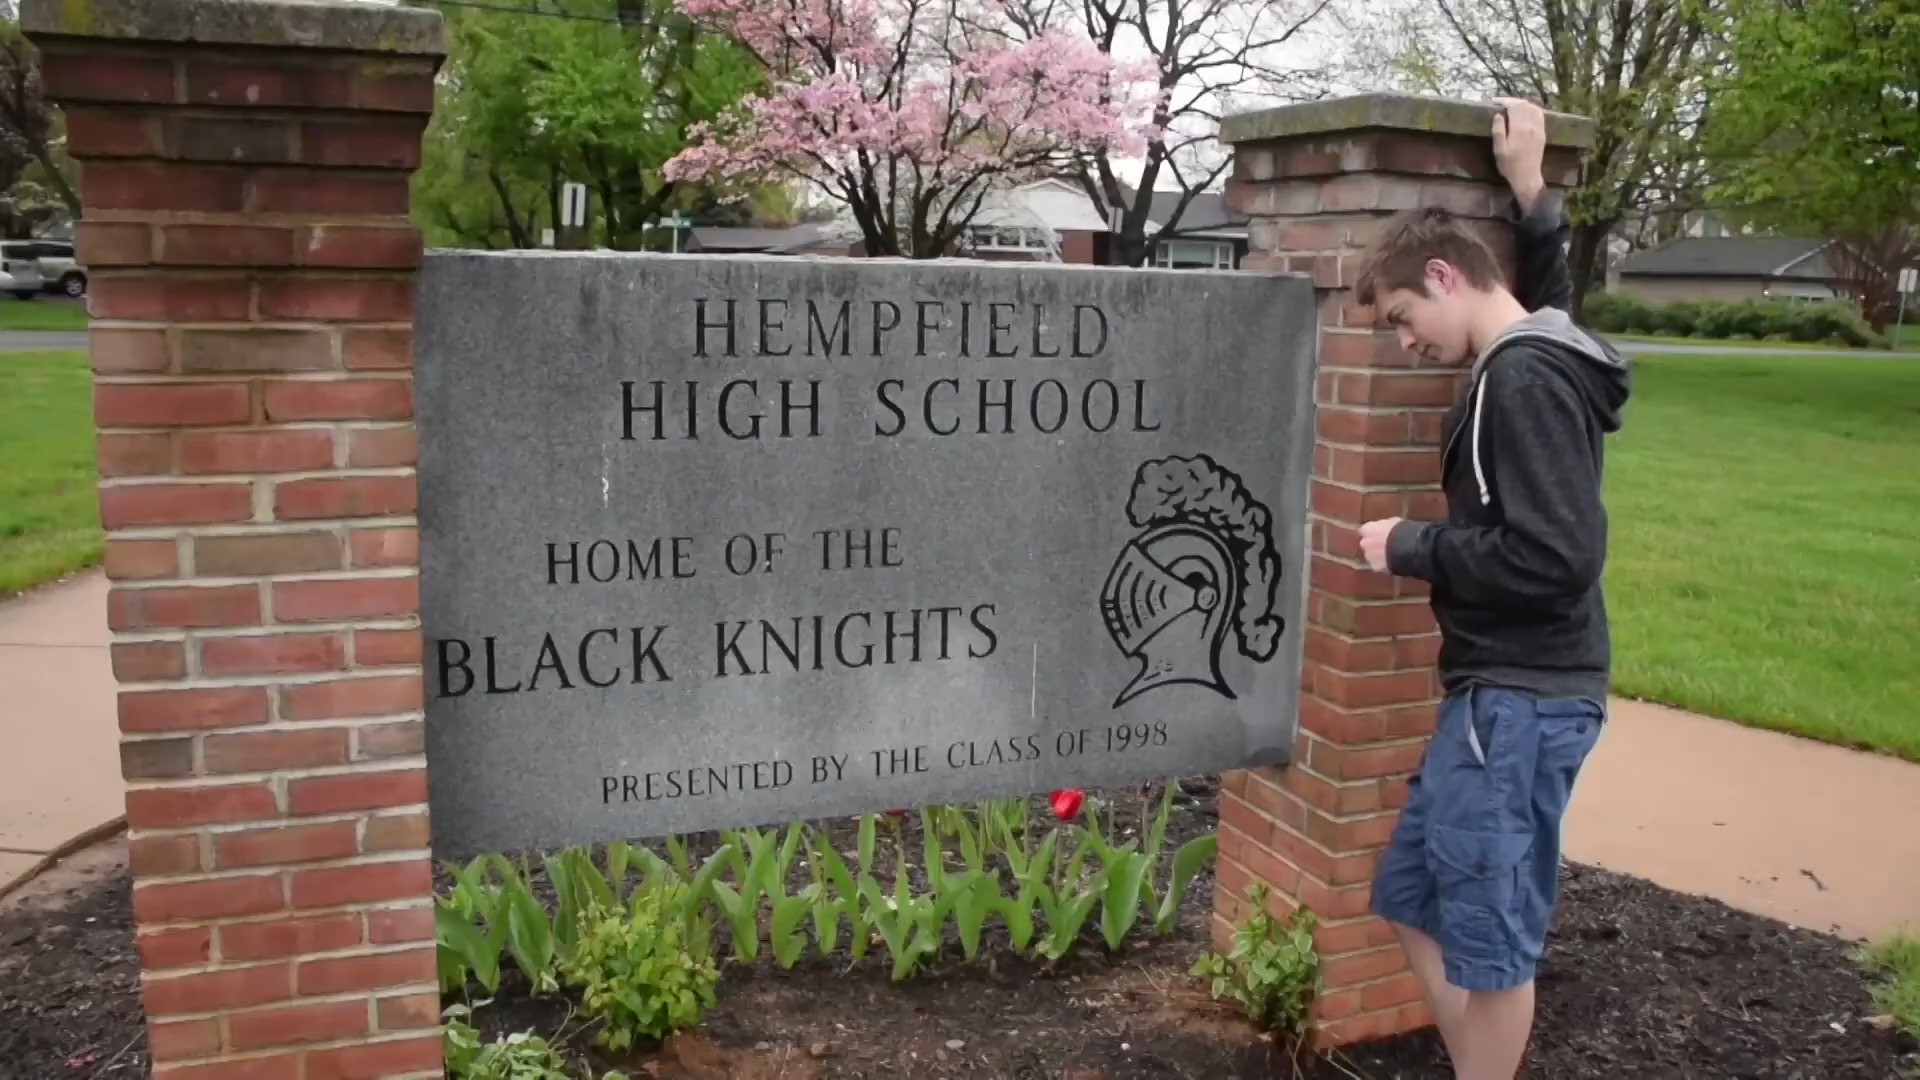 HEMPFIELD
HIGH SCHOOL
HOME OF THE
BLACK KNIGHTS
PRESENTED BY THE CLASS OF 1998